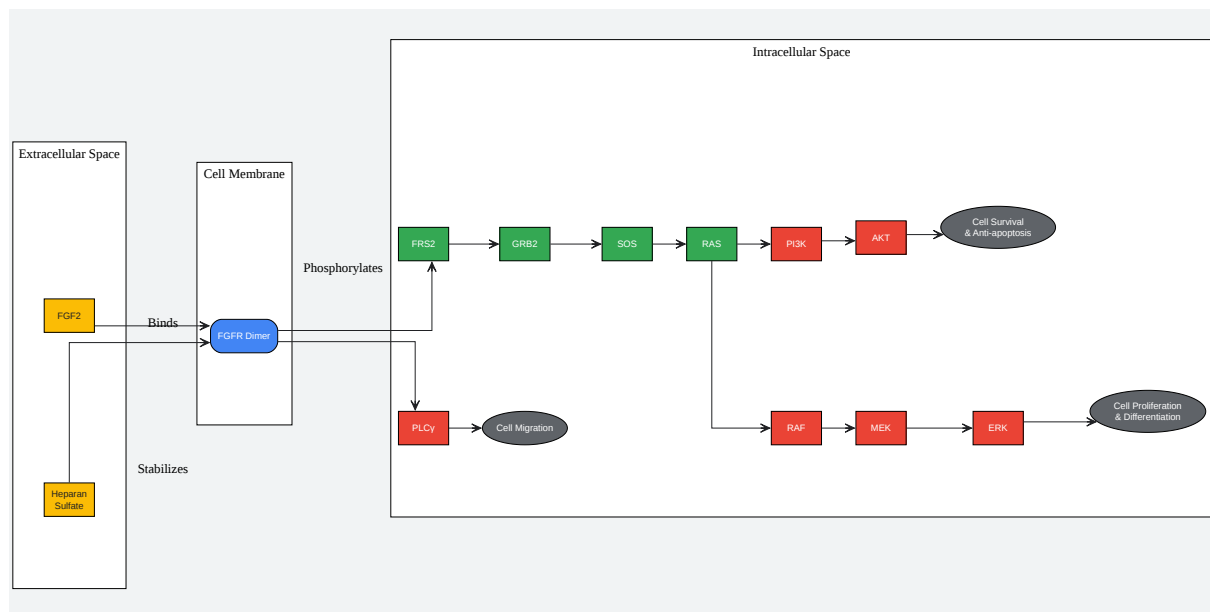 Intracellular Space
Extracellular Space
Cell Membrane
Cell Survival
& Anti-apoptosis
FRS2
GRB2
SOS
RAS
PI3K
AKT
Phosphorylates
FGF2
Binds
FGFR Dimer
Cell Proliferation
& Differentiation
PLCγ
Cell Migration
RAF
MEK
ERK
Stabilizes
Heparan
Sulfate